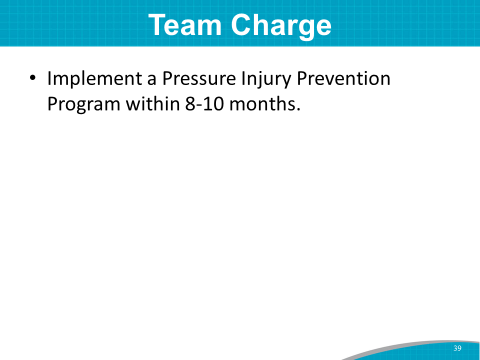 Team Charge
• Implement a Pressure Injury Prevention
Program within 8-10 months.
39